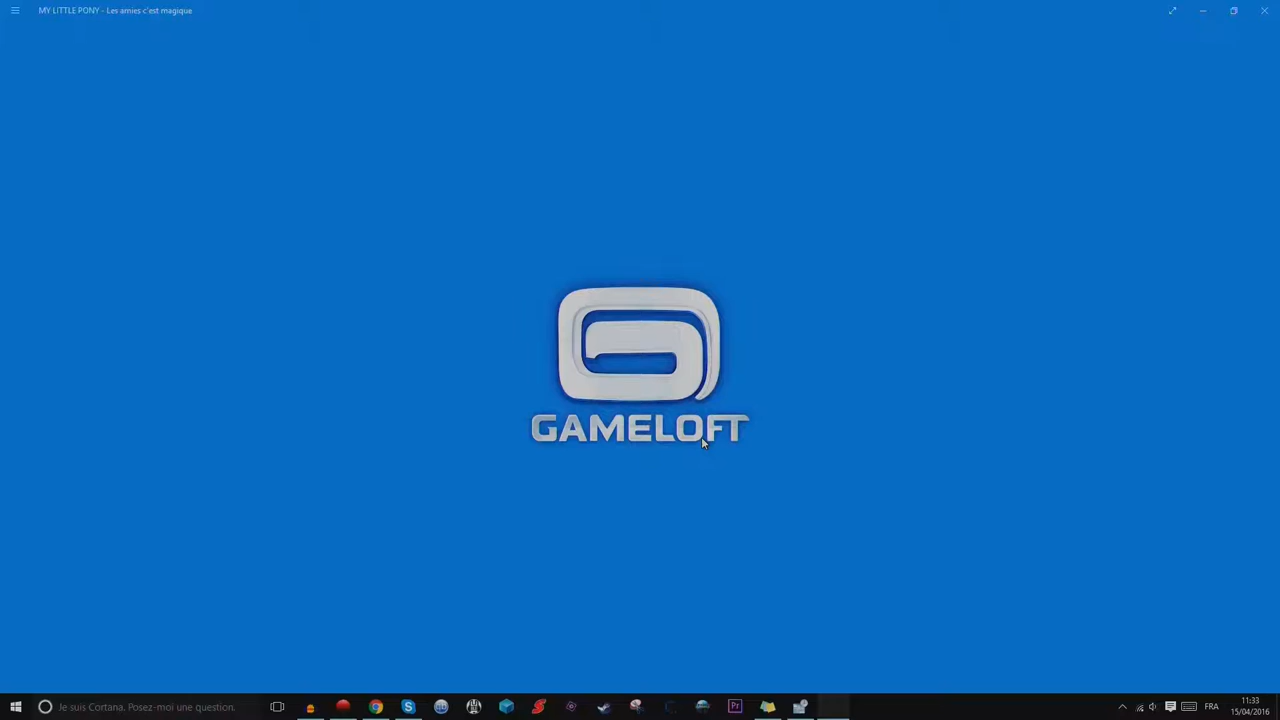 MY LITTLE PONY - Les amies c'est magique
GAMELOFT
Je suis Cortana. Posez-moi une question.
Pr
FRA
11:33
15/04/2016